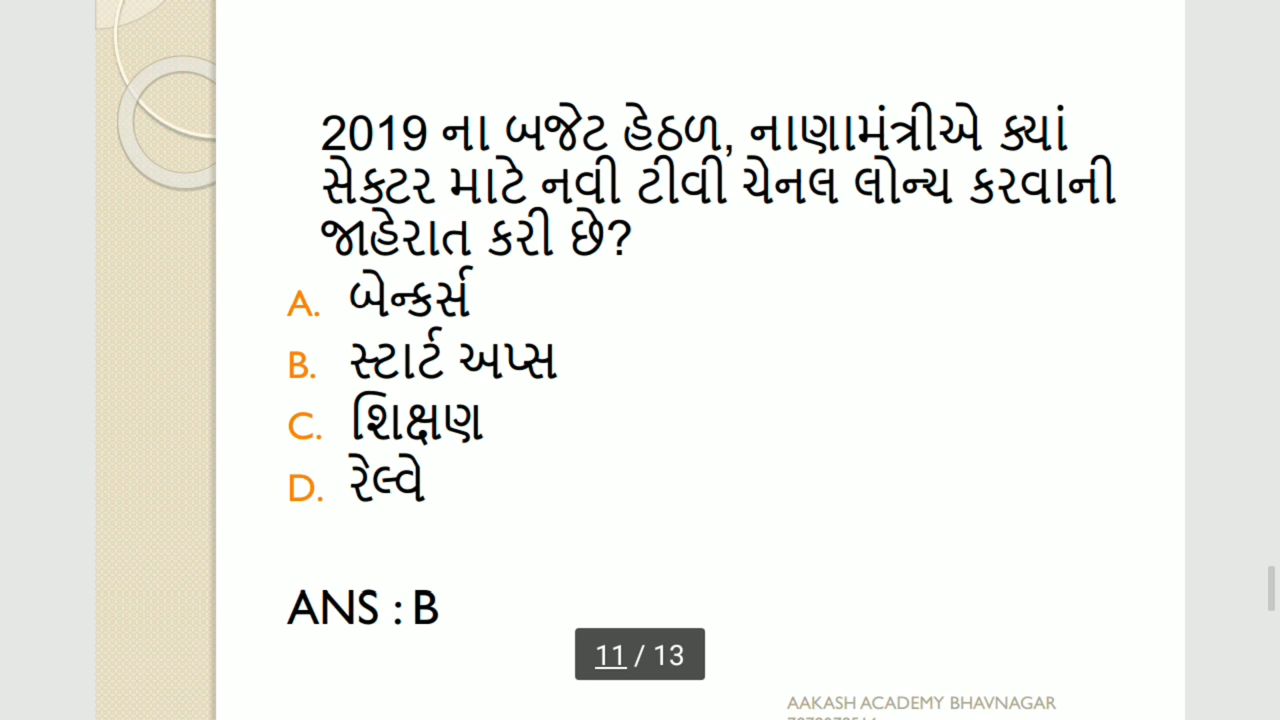 2019 ના બજેટ હેઠળ, નાણામંત્રીએ ક્યાં
સેક્ટર માટે નવી ટીવી ચેનલ લોન્ચ કરવાની
જાહેરાત કરી છે?
A. બેન્કર્સ
B. સ્ટાર્ટ અપ્સ
C. શિક્ષણ
D. રેલ્વે
ANS : B
11 / 13
AAKASH ACADEMY BHAVNAGAR